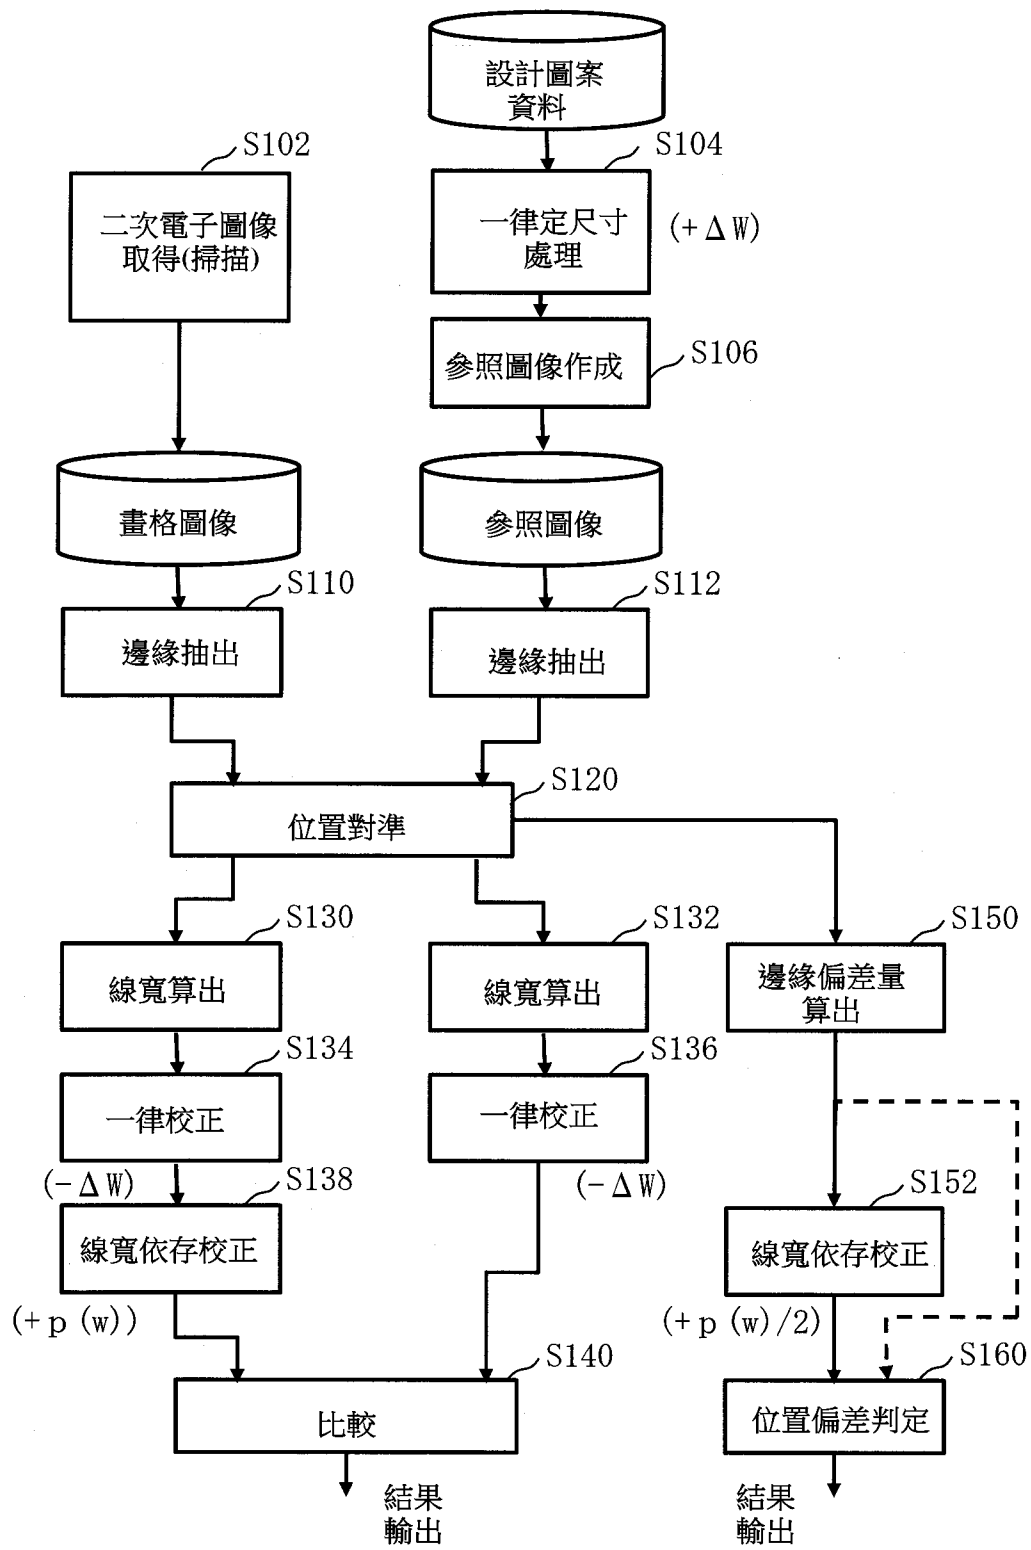 設計圖案
資料
S102
S104
二次電子圖像
取得(掃描)
一律定尺寸
處理
(+ΔW)
參照圖像作成
S106
畫格圖像
參照圖像
S110
S112
邊緣抽出
邊緣抽出
S120
位置對準
S130
S132
S150
線寬算出
線寬算出
邊緣偏差量
算出
S134
S136
一律校正
一律校正
(-ΔW)
S138
(-ΔW)
S152
線寬依存校正
線寬依存校正
(+p (w))
(+p (w)/2)
S140
S160
比較
位置偏差判定
結果
輸出
結果
輸出